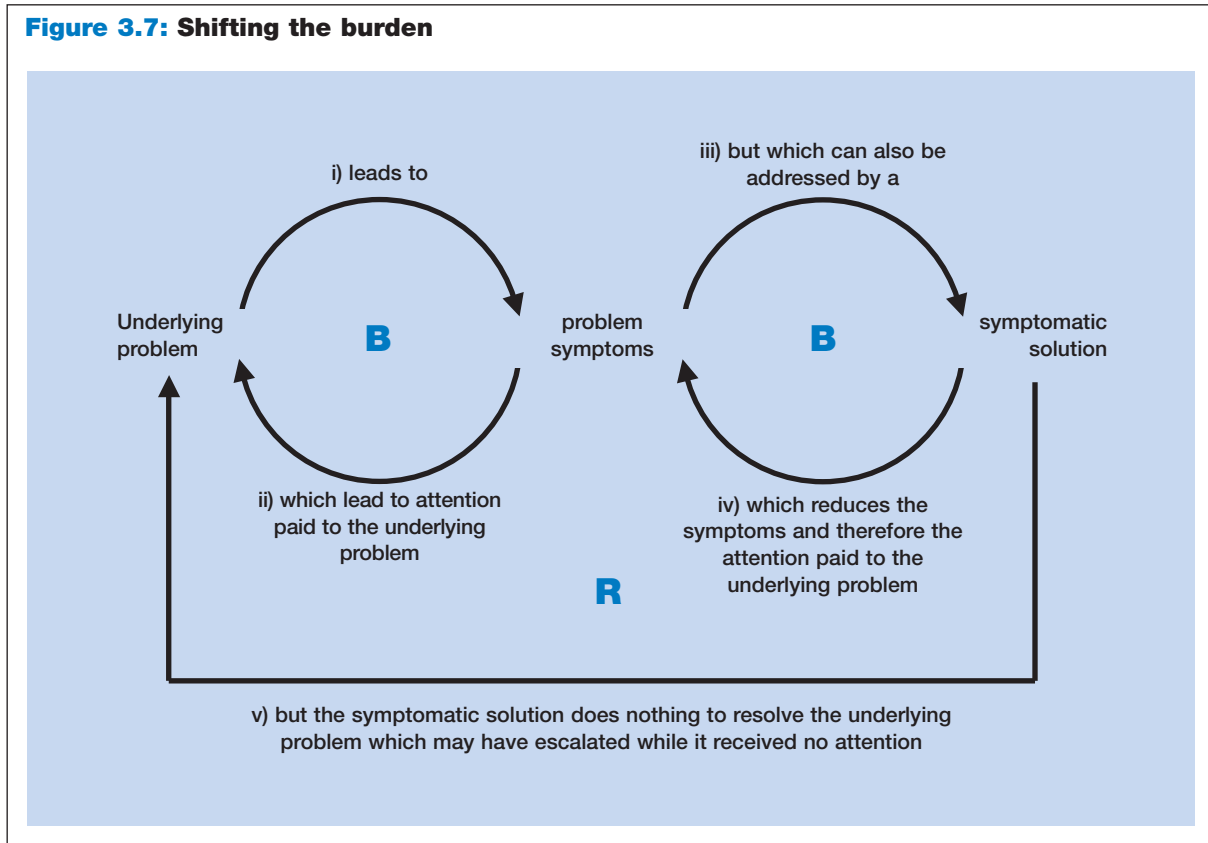 Figure 3.7: Shifting the burden
i) leads to
iii) but which can also be
addressed by a
Underlying
problem
B
problem
symptoms
B
symptomatic
solution
ii) which lead to attention
paid to the underlying
problem
iv) which reduces the
symptoms and therefore the
attention paid to the
underlying problem
R
v) but the symptomatic solution does nothing to resolve the underlying
problem which may have escalated while it received no attention